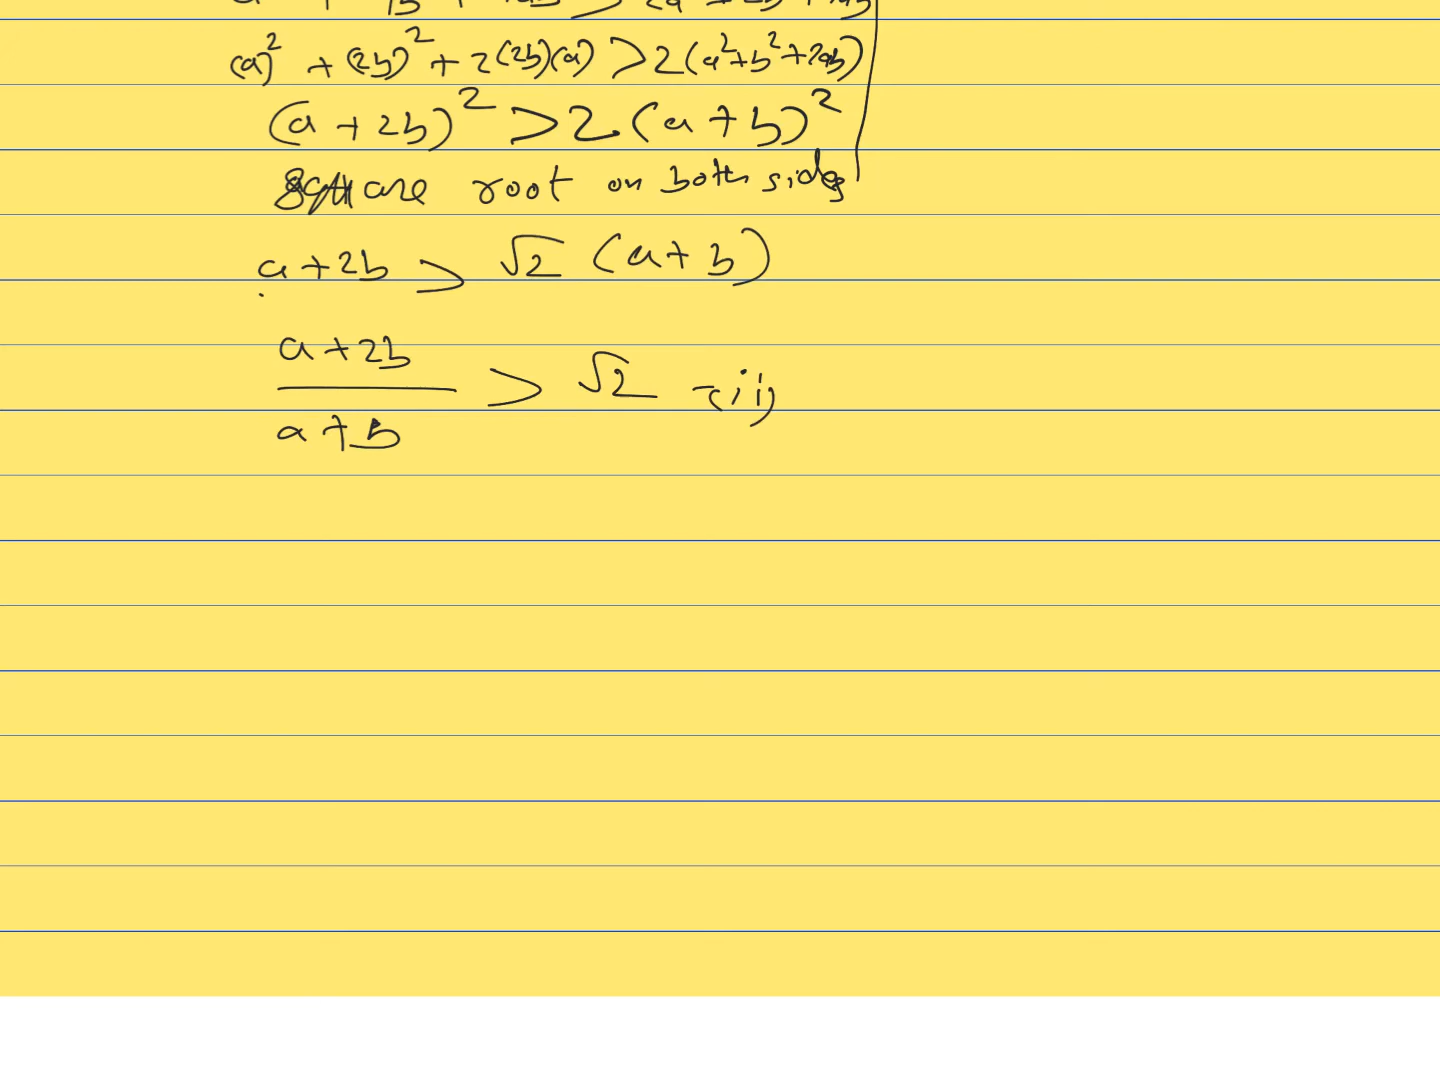 (a)² + (2b)² + 2(2b)(a) > 2(a²+b²+2ab)
(a + 2b)² > 2(a+b)²
square root on both sides
a+2b > √2 (a+b)
a+2b
> √2 -(ii)
a+b